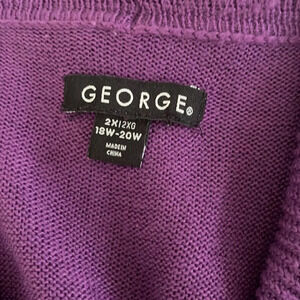 GEORGE®
2X|2XG
18W-20W
MADE IN
CHINA